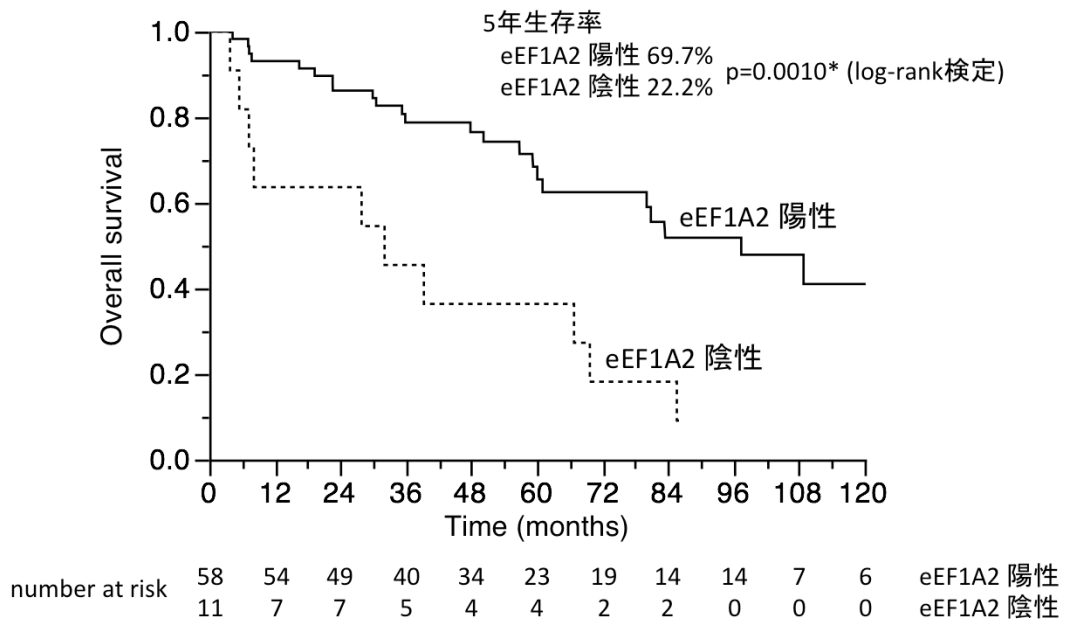 5年生存率
eEF1A2 陽性 69.7%
eEF1A2 陰性 22.2%
p=0.0010* (log-rank検定)
1.0
0.8
0.6
0.4
0.2
0.0
Overall survival
eEF1A2 陽性
eEF1A2 陰性
0 12 24 36 48 60 72 84 96 108 120
Time (months)
number at risk
58 54 49 40 34 23 19 14 14 7 6 eEF1A2 陽性
11 7 7 5 4 4 2 2 0 0 0 eEF1A2 陰性